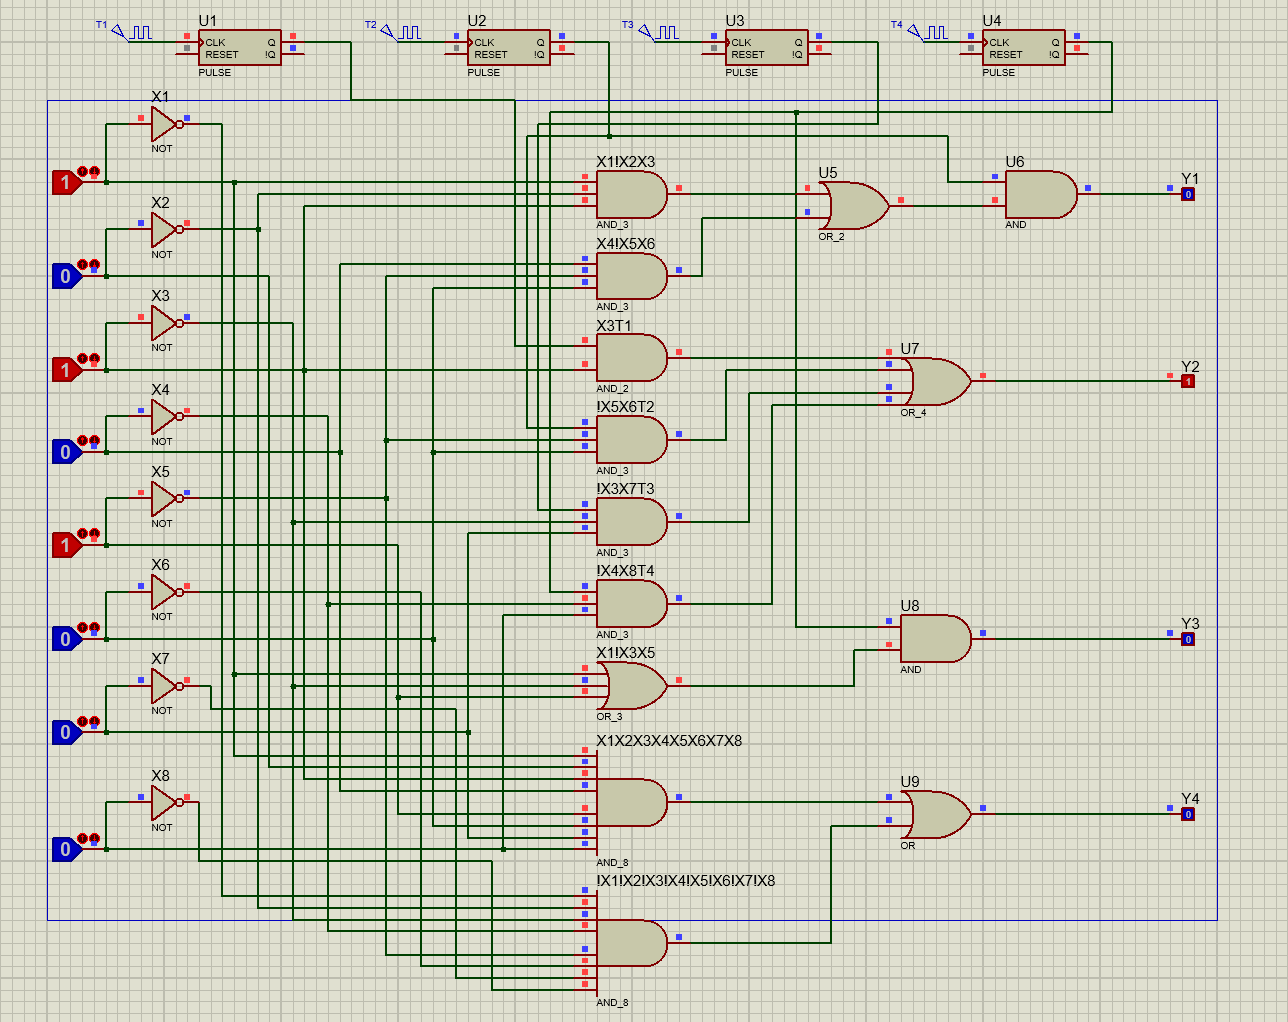 T1
U1
CLK Q
RESET !Q
PULSE
T2
U2
CLK Q
RESET !Q
PULSE
T3
U3
CLK Q
RESET !Q
PULSE
T4
U4
CLK Q
RESET !Q
PULSE
X1
NOT
1
X2
NOT
0
X3
NOT
1
X4
NOT
0
X5
NOT
1
X6
NOT
0
X7
NOT
0
X8
NOT
0
X1!X2X3
AND_3
X4!X5X6
AND_3
X3T1
AND_2
!X5X6T2
AND_3
!X3X7T3
AND_3
!X4X8T4
AND_3
X1!X3X5
OR_3
X1X2X3X4X5X6X7X8
AND_8
!X1!X2!X3!X4!X5!X6!X7!X8
AND_8
U5
OR_2
U6
AND
Y1
0
U7
OR_4
Y2
1
U8
AND
Y3
0
U9
OR
Y4
0